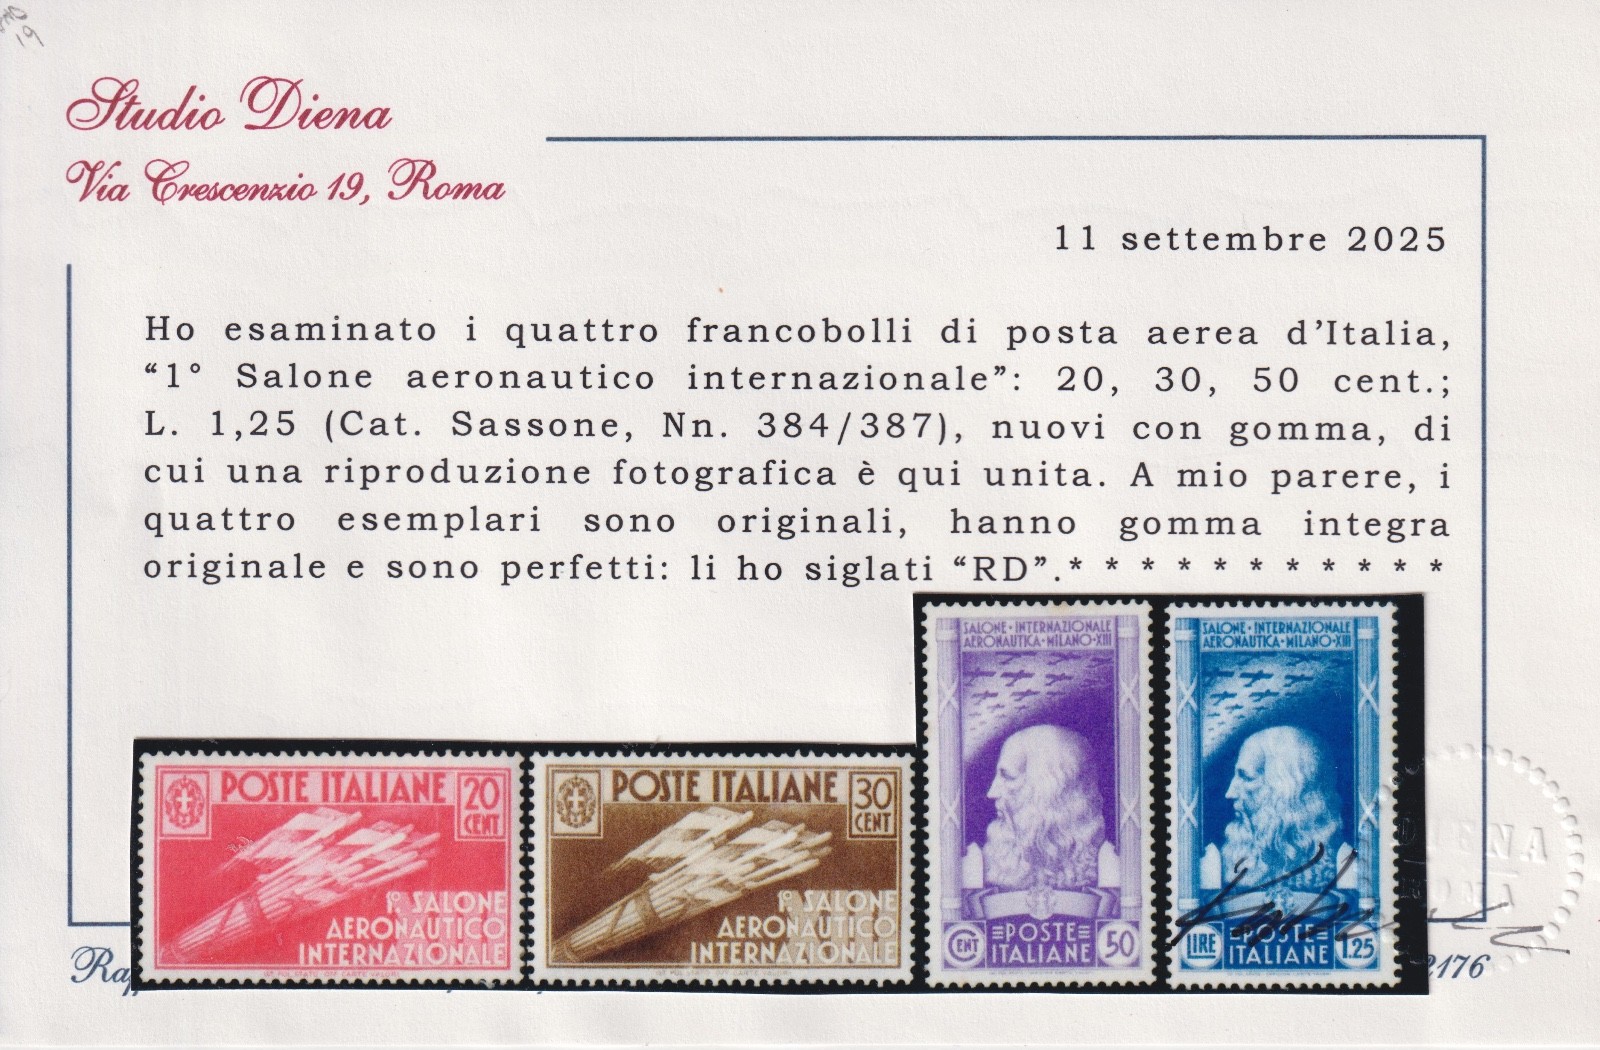 Studio Diena
Via Crescenzio 19, Roma
11 settembre 2025
Ho esaminato i quattro francobolli di posta aerea d'Italia,
“1° Salone aeronautico internazionale”: 20, 30, 50 cent.;
L. 1,25 (Cat. Sassone, Nn. 384/387), nuovi con gomma, di
cui una riproduzione fotografica è qui unita. A mio parere, i
quattro esemplari sono originali, hanno gomma integra
originale e sono perfetti: li ho siglati “RD”.* * * * * * * * * * *
POSTE ITALIANE 20
CENT
1° SALONE
AERONAUTICO
INTERNAZIONALE
POSTE ITALIANE 30
CENT
1° SALONE
AERONAUTICO
INTERNAZIONALE
SALONE·INTERNAZIONALE
AERONAUTICA·MILANO·XIII
CENT POSTE 50
ITALIANE
SALONE·INTERNAZIONALE
AERONAUTICA·MILANO·XIII
LIRE POSTE 1.25
ITALIANE
2176